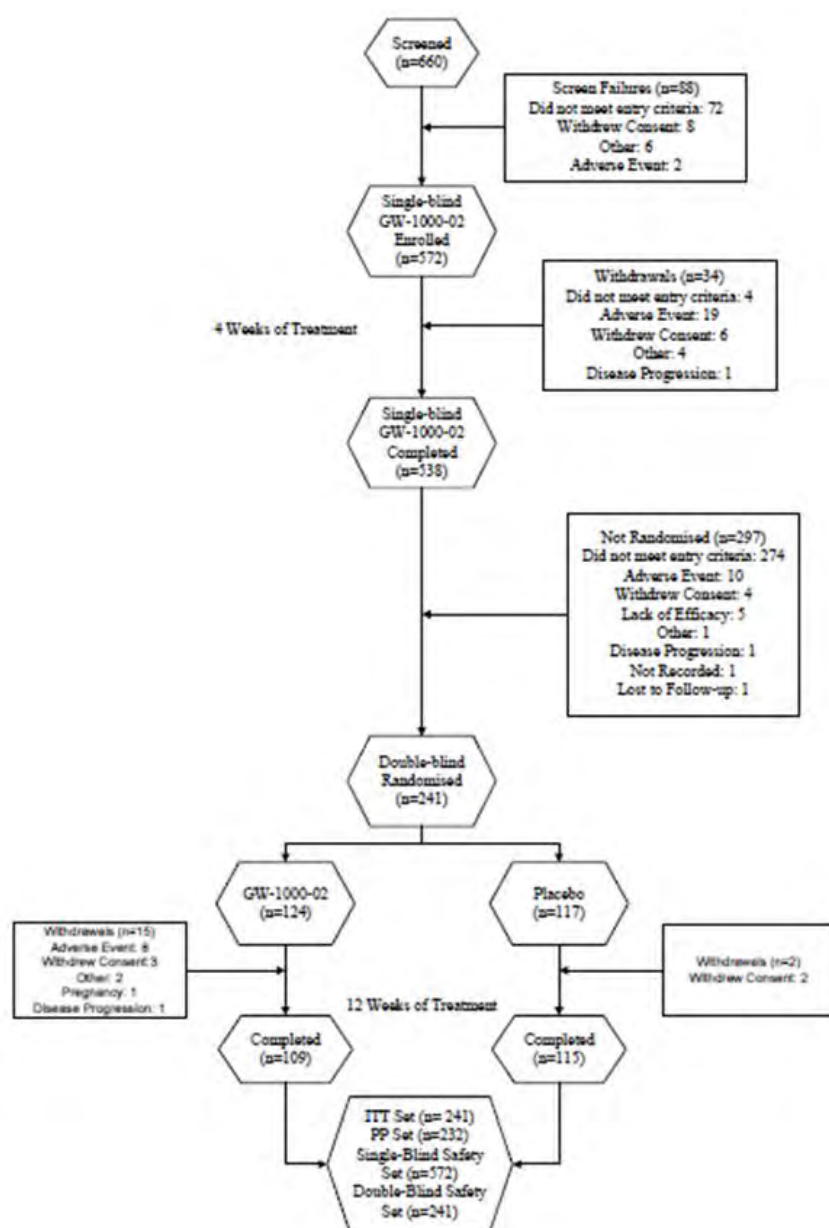 Screened
(n=660)
Screen Failures (n=88)
Did not meet entry criteria: 72
Withdrew Consent: 8
Other: 6
Adverse Event: 2
Single-blind
GW-1000-02
Enrolled
(n=572)
Withdrawals (n=34)
Did not meet entry criteria: 4
Adverse Event: 19
Withdrew Consent: 6
Other: 4
Disease Progression: 1
4 Weeks of Treatment
Single-blind
GW-1000-02
Completed
(n=538)
Not Randomised (n=297)
Did not meet entry criteria: 274
Adverse Event: 10
Withdrew Consent: 4
Lack of Efficacy: 5
Other: 1
Disease Progression: 1
Not Recorded: 1
Lost to Follow-up: 1
Double-blind
Randomised
(n=241)
GW-1000-02
(n=124)
Placebo
(n=117)
Withdrawels (n=15)
Adverse Event: 8
Withdrew Consent:3
Other: 2
Pregnancy: 1
Disease Progression: 1
Withdrawels (n=2)
Withdrew Consent: 2
12 Weeks of Treatment
Completed
(n=109)
Completed
(n=115)
ITT Set (n= 241)
PP Set (n=232)
Single-Blind Safety
Set (n=572)
Double-Blind Safety
Set (n=241)